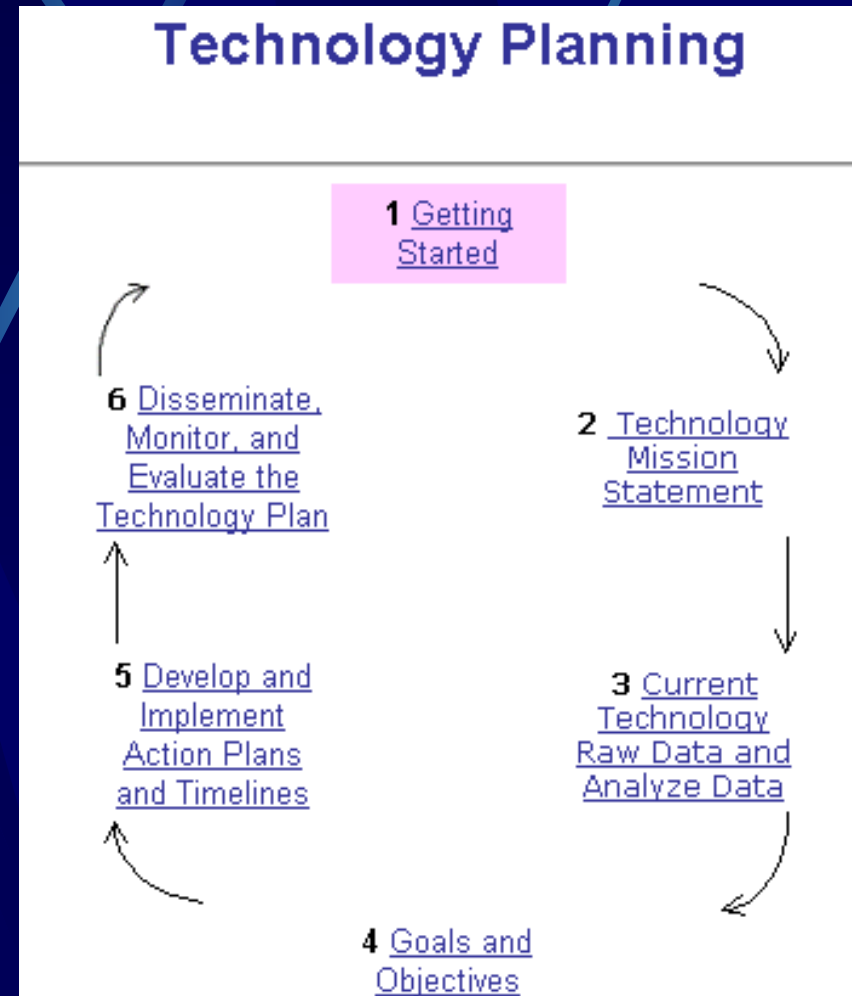 Technology Planning
1 Getting
Started
2 Technology
Mission
Statement
3 Current
Technology
Raw Data and
Analyze Data
4 Goals and
Objectives
5 Develop and
Implement
Action Plans
and Timelines
6 Disseminate,
Monitor, and
Evaluate the
Technology Plan